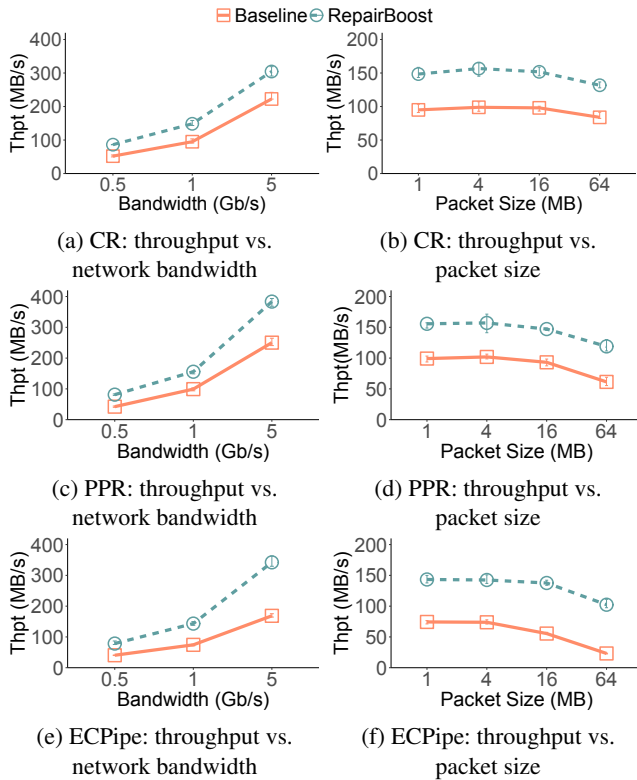 Baseline RepairBoost
Thpt (MB/s)
400
300
200
100
0
0.5 1 5
Bandwidth (Gb/s)
(a) CR: throughput vs.
network bandwidth
Thpt (MB/s)
200
150
100
50
0
1 4 16 64
Packet Size (MB)
(b) CR: throughput vs.
packet size
Thpt (MB/s)
400
300
200
100
0
0.5 1 5
Bandwidth (Gb/s)
(c) PPR: throughput vs.
network bandwidth
Thpt(MB/s)
200
150
100
50
0
1 4 16 64
Packet Size (MB)
(d) PPR: throughput vs.
packet size
Thpt (MB/s)
400
300
200
100
0
0.5 1 5
Bandwidth (Gb/s)
(e) ECPipe: throughput vs.
network bandwidth
Thpt (MB/s)
200
150
100
50
0
1 4 16 64
Packet Size (MB)
(f) ECPipe: throughput vs.
packet size